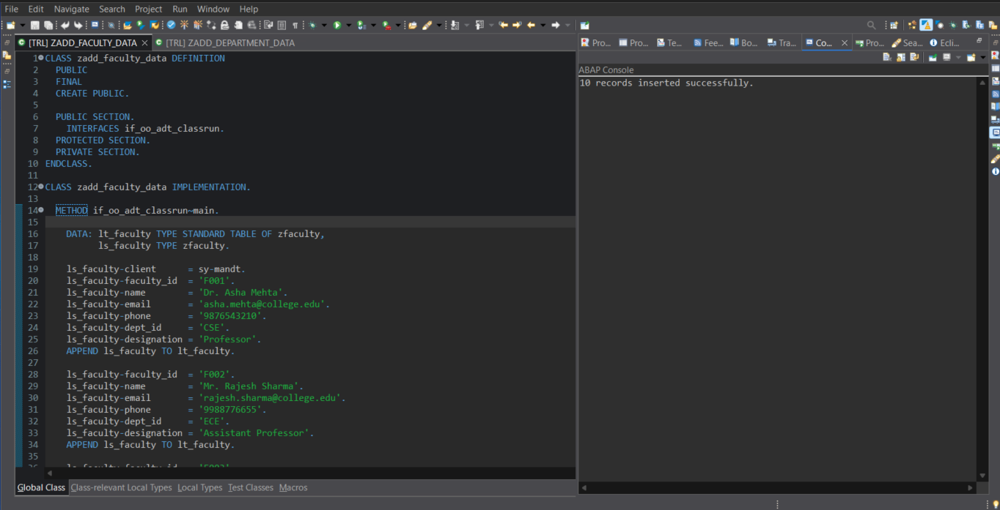 File Edit Navigate Search Project Run Window Help
[TRL] ZADD_FACULTY_DATA
[TRL] ZADD_DEPARTMENT_DATA
1 CLASS zadd_faculty_data DEFINITION
2 PUBLIC
3 FINAL
4 CREATE PUBLIC.
5
6 PUBLIC SECTION.
7 INTERFACES if_oo_adt_classrun.
8 PROTECTED SECTION.
9 PRIVATE SECTION.
10 ENDCLASS.
11
12 CLASS zadd_faculty_data IMPLEMENTATION.
13
14 METHOD if_oo_adt_classrun~main.
15
16 DATA: lt_faculty TYPE STANDARD TABLE OF zfaculty,
17 ls_faculty TYPE zfaculty.
18
19 ls_faculty-client = sy-mandt.
20 ls_faculty-faculty_id = 'F001'.
21 ls_faculty-name = 'Dr. Asha Mehta'.
22 ls_faculty-email = 'asha.mehta@college.edu'.
23 ls_faculty-phone = '9876543210'.
24 ls_faculty-dept_id = 'CSE'.
25 ls_faculty-designation = 'Professor'.
26 APPEND ls_faculty TO lt_faculty.
27
28 ls_faculty-faculty_id = 'F002'.
29 ls_faculty-name = 'Mr. Rajesh Sharma'.
30 ls_faculty-email = 'rajesh.sharma@college.edu'.
31 ls_faculty-phone = '9988776655'.
32 ls_faculty-dept_id = 'ECE'.
33 ls_faculty-designation = 'Assistant Professor'.
34 APPEND ls_faculty TO lt_faculty.
35
Global Class Class-relevant Local Types Local Types Test Classes Macros
Pro... Pro... Te... Fee... Bo... Tra... Co... Pro... Sea... Ecli...
ABAP Console
10 records inserted successfully.